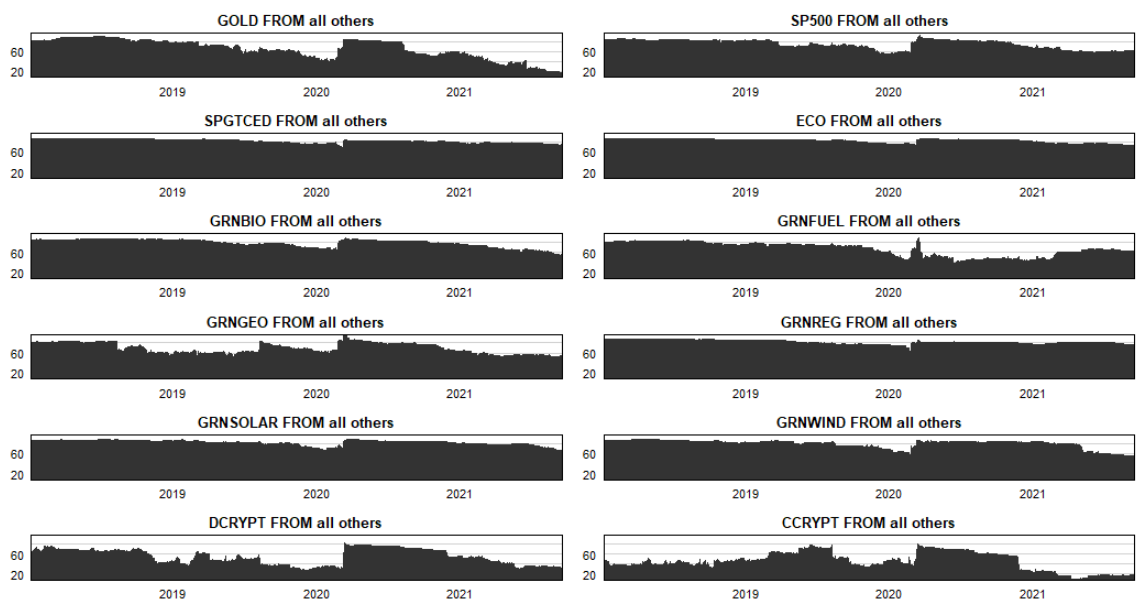 GOLD FROM all others
60
20
2019 2020 2021
SP500 FROM all others
60
20
2019 2020 2021
SPGTCED FROM all others
60
20
2019 2020 2021
ECO FROM all others
60
20
2019 2020 2021
GRNBIO FROM all others
60
20
2019 2020 2021
GRNFUEL FROM all others
60
20
2019 2020 2021
GRNGEO FROM all others
60
20
2019 2020 2021
GRNREG FROM all others
60
20
2019 2020 2021
GRNSOLAR FROM all others
60
20
2019 2020 2021
GRNWIND FROM all others
60
20
2019 2020 2021
DCRYPT FROM all others
60
20
2019 2020 2021
CCRYPT FROM all others
60
20
2019 2020 2021